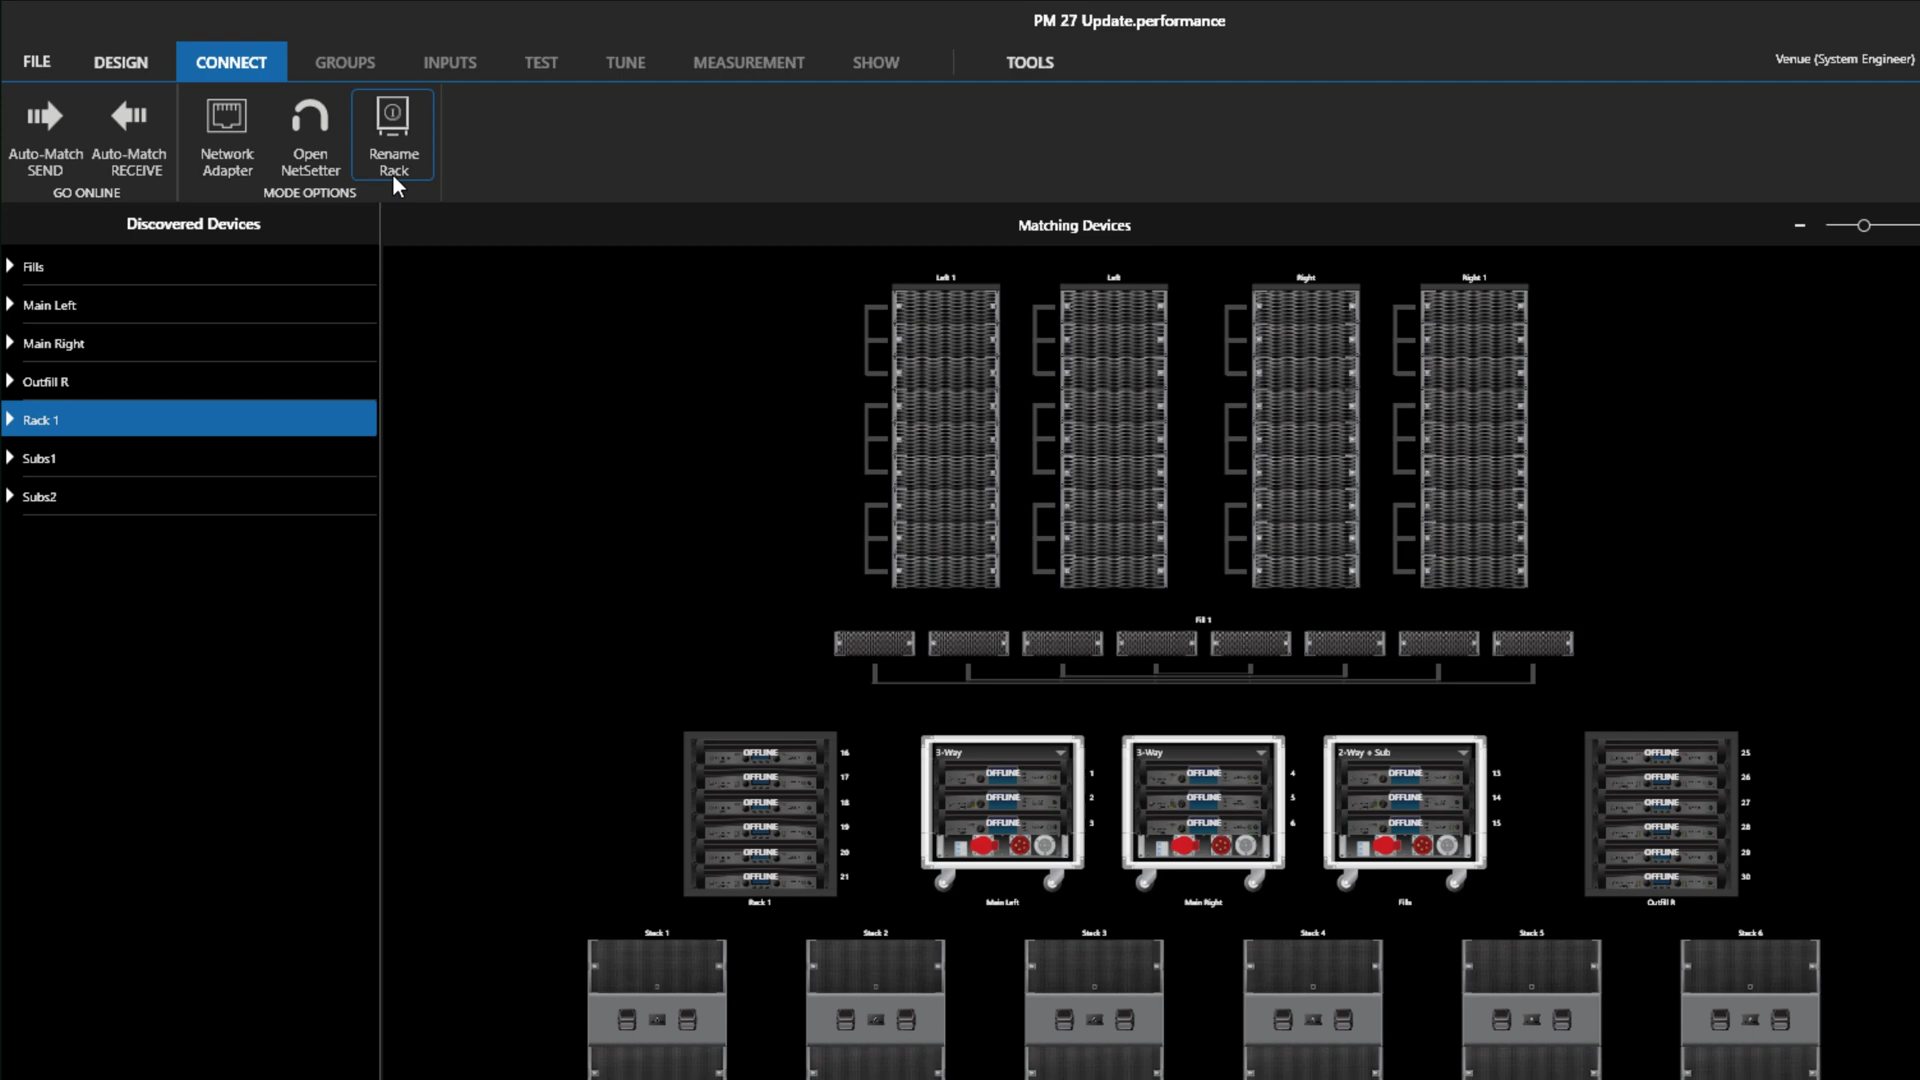 PM 27 Update.performance
FILE DESIGN CONNECT GROUPS INPUTS TEST TUNE MEASUREMENT SHOW TOOLS
Venue (System Engineer)
Auto-Match SEND
Auto-Match RECEIVE
GO ONLINE
Network Adapter
Open NetSetter
Rename Rack
MODE OPTIONS
Discovered Devices
Fills
Main Left
Main Right
Outfill R
Rack 1
Subs1
Subs2
Matching Devices
Left 1 Left Right Right 1
Fill 1
OFFLINE 16
OFFLINE 17
OFFLINE 18
OFFLINE 19
OFFLINE 20
OFFLINE 21
Rack 1
3-Way
OFFLINE 1
OFFLINE 2
OFFLINE 3
Main Left
3-Way
OFFLINE 4
OFFLINE 5
OFFLINE 6
Main Right
2-Way + Sub
OFFLINE 13
OFFLINE 14
OFFLINE 15
Fills
OFFLINE 25
OFFLINE 26
OFFLINE 27
OFFLINE 28
OFFLINE 29
OFFLINE 30
Outfill R
Stack 1 Stack 2 Stack 3 Stack 4 Stack 5 Stack 6